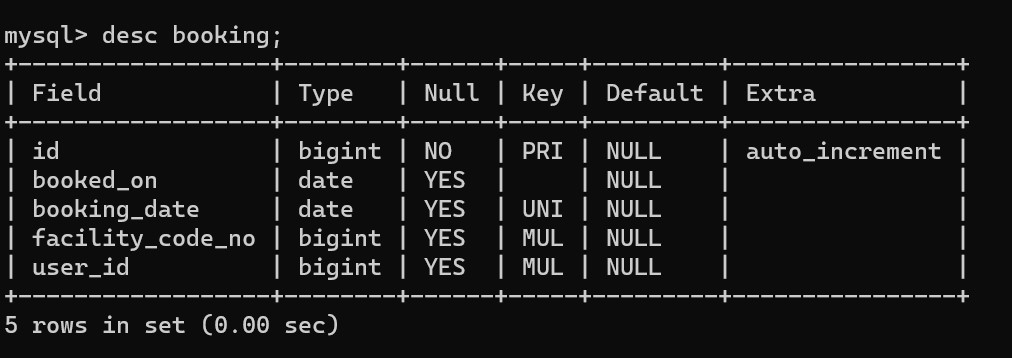 mysql> desc booking;
+------------------+--------+------+-----+---------+----------------+
| Field            | Type   | Null | Key | Default | Extra          |
+------------------+--------+------+-----+---------+----------------+
| id               | bigint | NO   | PRI | NULL    | auto_increment |
| booked_on        | date   | YES  |     | NULL    |                |
| booking_date     | date   | YES  | UNI | NULL    |                |
| facility_code_no | bigint | YES  | MUL | NULL    |                |
| user_id          | bigint | YES  | MUL | NULL    |                |
+------------------+--------+------+-----+---------+----------------+
5 rows in set (0.00 sec)